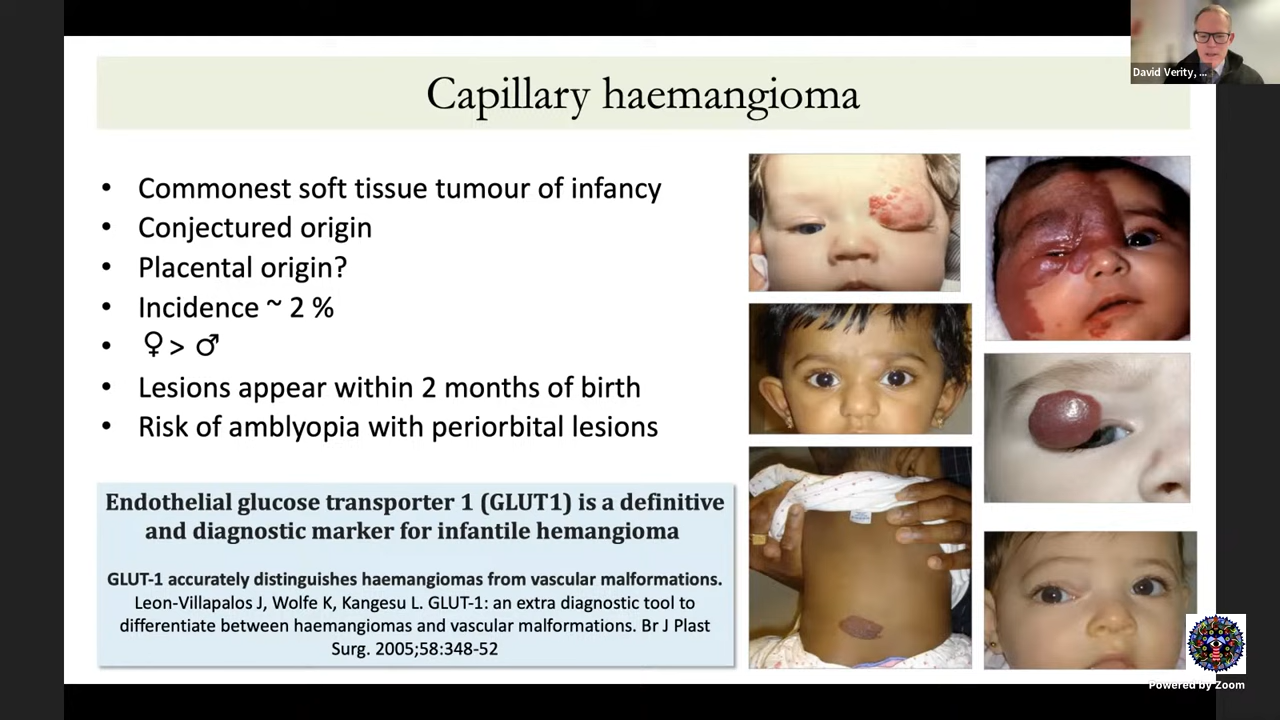 David Verity, ...
Capillary haemangioma
• Commonest soft tissue tumour of infancy
• Conjectured origin
• Placental origin?
• Incidence ~ 2 %
• ♀ > ♂
• Lesions appear within 2 months of birth
• Risk of amblyopia with periorbital lesions
Endothelial glucose transporter 1 (GLUT1) is a definitive
and diagnostic marker for infantile hemangioma
GLUT-1 accurately distinguishes haemangiomas from vascular malformations.
Leon-Villapalos J, Wolfe K, Kangesu L. GLUT-1: an extra diagnostic tool to
differentiate between haemangiomas and vascular malformations. Br J Plast
Surg. 2005;58:348-52
Powered by Zoom